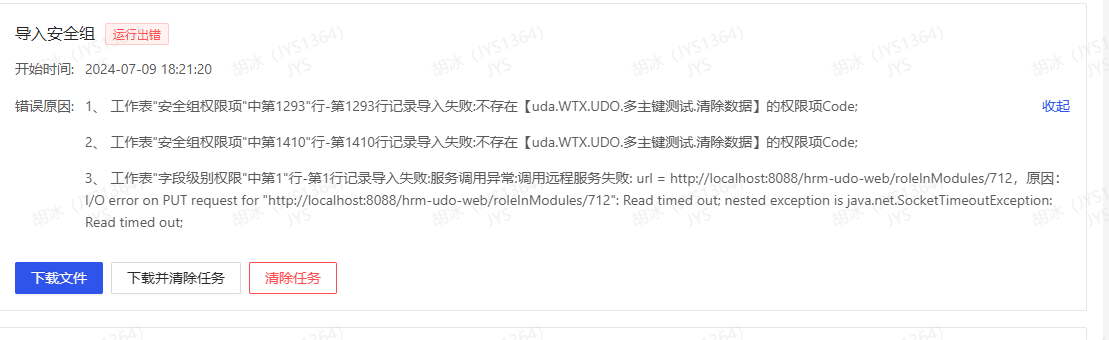 导入安全组 运行出错
开始时间: 2024-07-09 18:21:20
错误原因: 1、 工作表"安全组权限项"中第1293"行-第1293行记录导入失败:不存在【uda.WTX.UDO.多主键测试.清除数据】的权限项Code; 收起
2、 工作表"安全组权限项"中第1410"行-第1410行记录导入失败:不存在【uda.WTX.UDO.多主键测试.清除数据】的权限项Code;
3、 工作表"字段级别权限"中第1"行-第1行记录导入失败:服务调用异常:调用远程服务失败: url = http://localhost:8088/hrm-udo-web/roleInModules/712，原因：
I/O error on PUT request for "http://localhost:8088/hrm-udo-web/roleInModules/712": Read timed out; nested exception is java.net.SocketTimeoutException:
Read timed out;
下载文件 下载并清除任务 清除任务
胡冰（JYS1364）
JYS